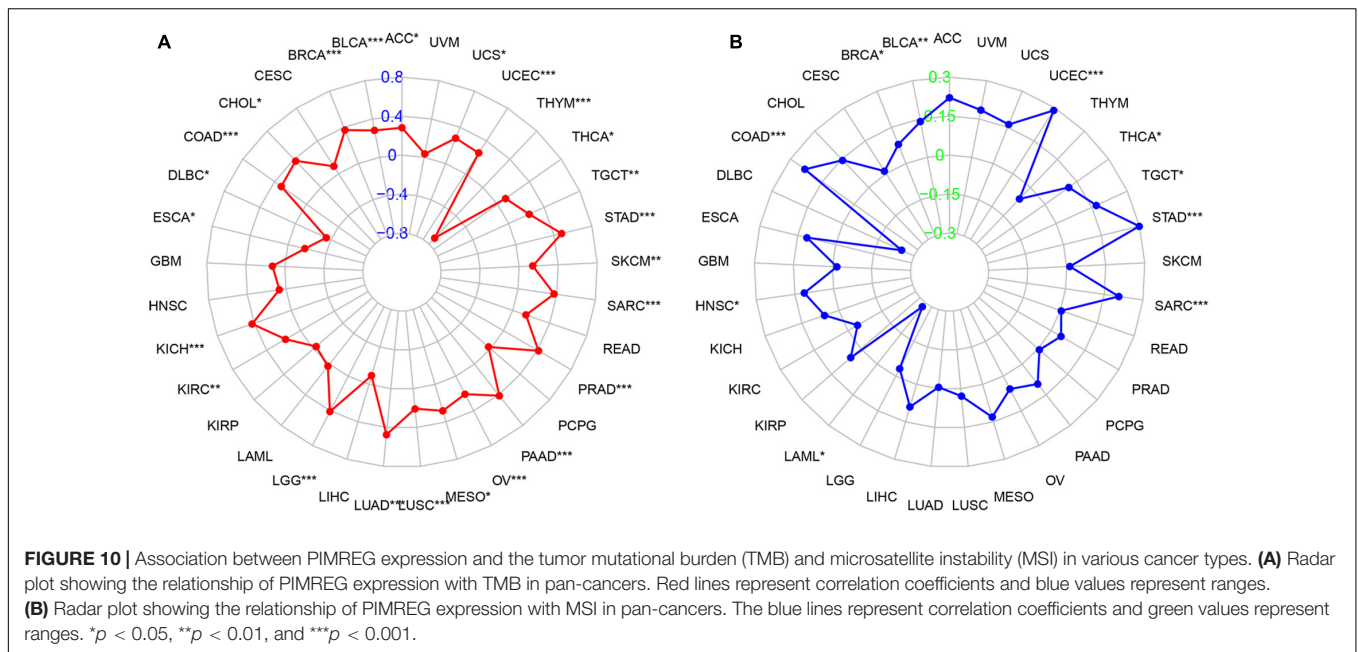 A
ACC*
UVM
UCS*
UCEC***
THYM***
THCA*
TGCT**
STAD***
SKCM**
SARC***
READ
PRAD***
PCPG
PAAD***
OV***
MESO*
LUSC***
LUAD***
LIHC
LGG***
LAML
KIRP
KIRC**
KICH***
HNSC
GBM
ESCA*
DLBC*
COAD***
CHOL*
CESC
BRCA***
BLCA***
0.8
0.4
0
−0.4
−0.8
B
ACC
UVM
UCS
UCEC***
THYM
THCA*
TGCT*
STAD***
SKCM
SARC***
READ
PRAD
PCPG
PAAD
OV
MESO
LUSC
LUAD
LIHC
LGG
LAML*
KIRP
KIRC
KICH
HNSC*
GBM
ESCA
DLBC
COAD***
CHOL
CESC
BRCA*
BLCA**
0.3
0.15
0
−0.15
−0.3
FIGURE 10 | Association between PIMREG expression and the tumor mutational burden (TMB) and microsatellite instability (MSI) in various cancer types. (A) Radar
plot showing the relationship of PIMREG expression with TMB in pan-cancers. Red lines represent correlation coefficients and blue values represent ranges.
(B) Radar plot showing the relationship of PIMREG expression with MSI in pan-cancers. The blue lines represent correlation coefficients and green values represent
ranges. *p < 0.05, **p < 0.01, and ***p < 0.001.